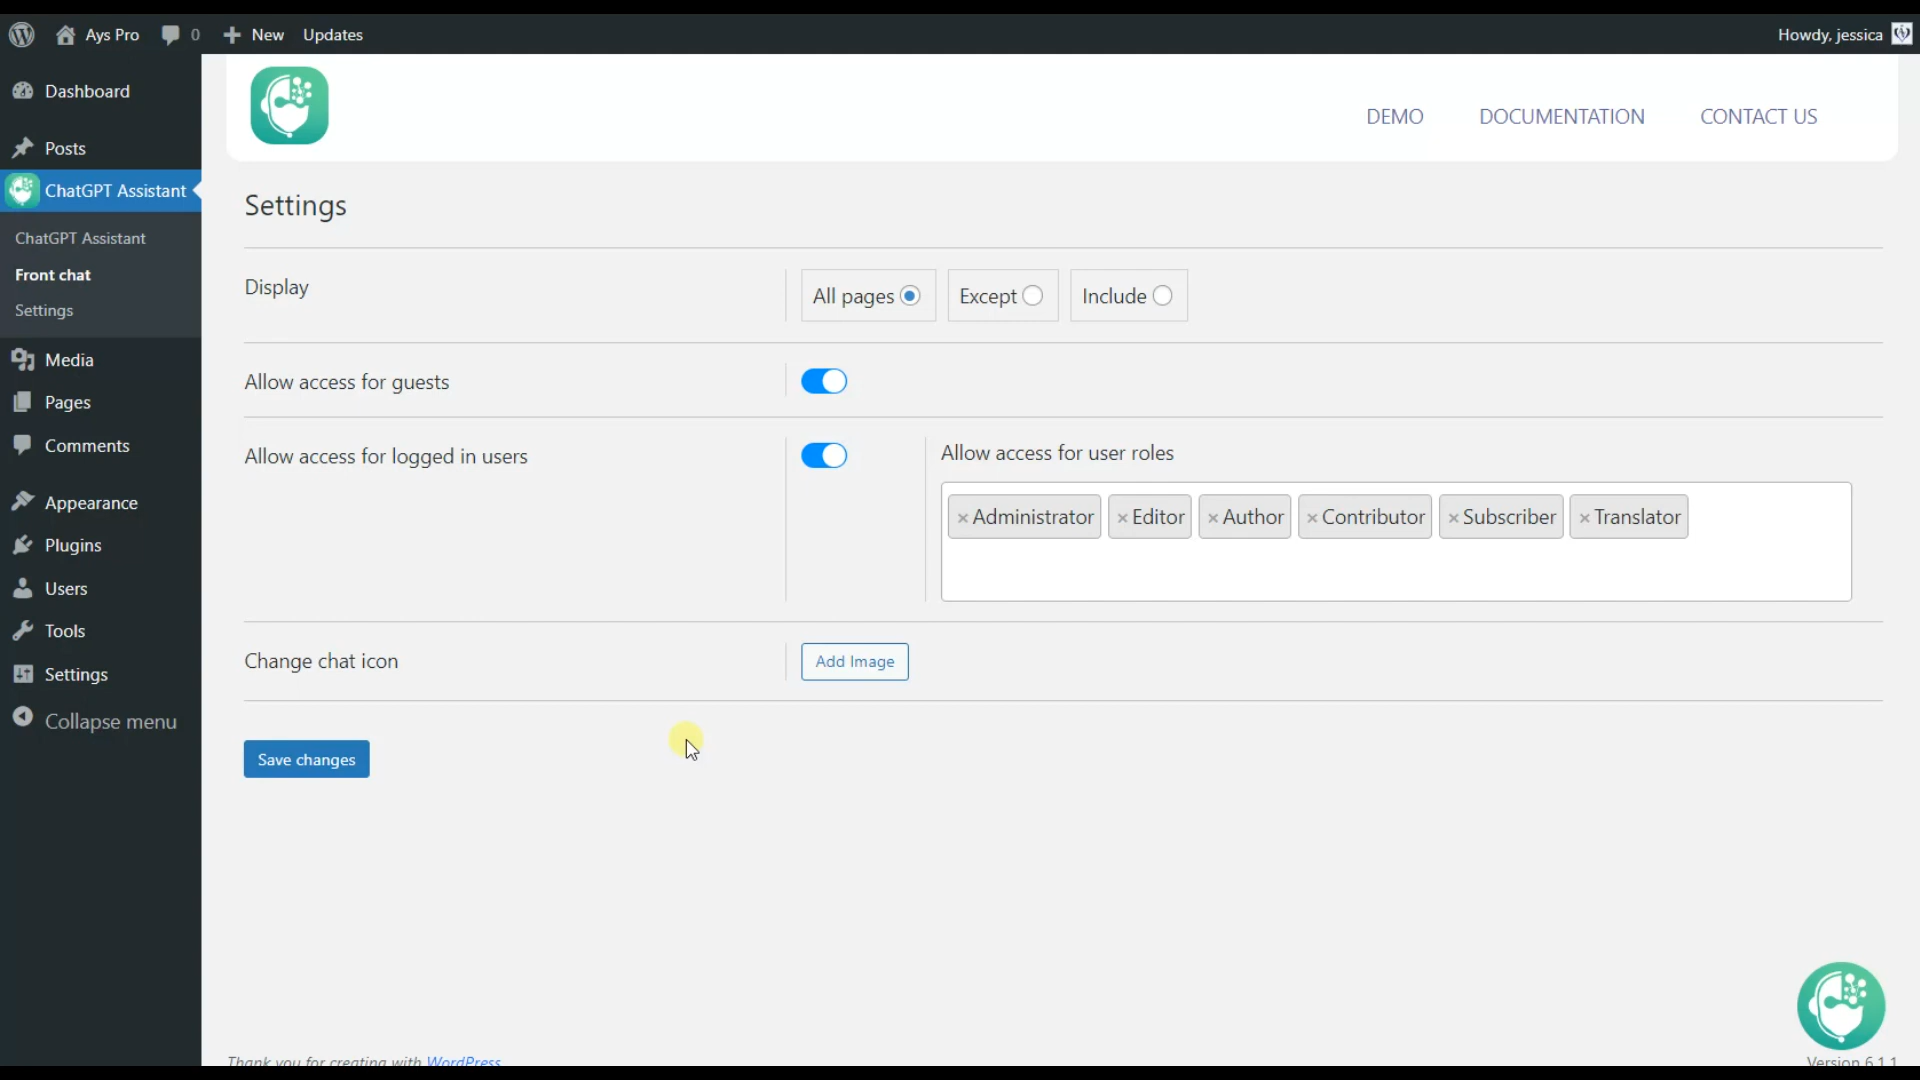 Ays Pro 0 New Updates Howdy, jessica
Dashboard
Posts
ChatGPT Assistant
ChatGPT Assistant
Front chat
Settings
Media
Pages
Comments
Appearance
Plugins
Users
Tools
Settings
Collapse menu
DEMO DOCUMENTATION CONTACT US
Settings
Display All pages Except Include
Allow access for guests
Allow access for logged in users Allow access for user roles
× Administrator × Editor × Author × Contributor × Subscriber × Translator
Change chat icon Add Image
Save changes
Thank you for creating with WordPress
Version 6.1.1